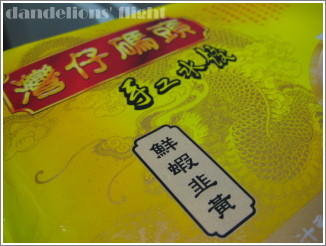 dandelions' flight
灣仔碼頭
手工水餃
鮮蝦韭黃